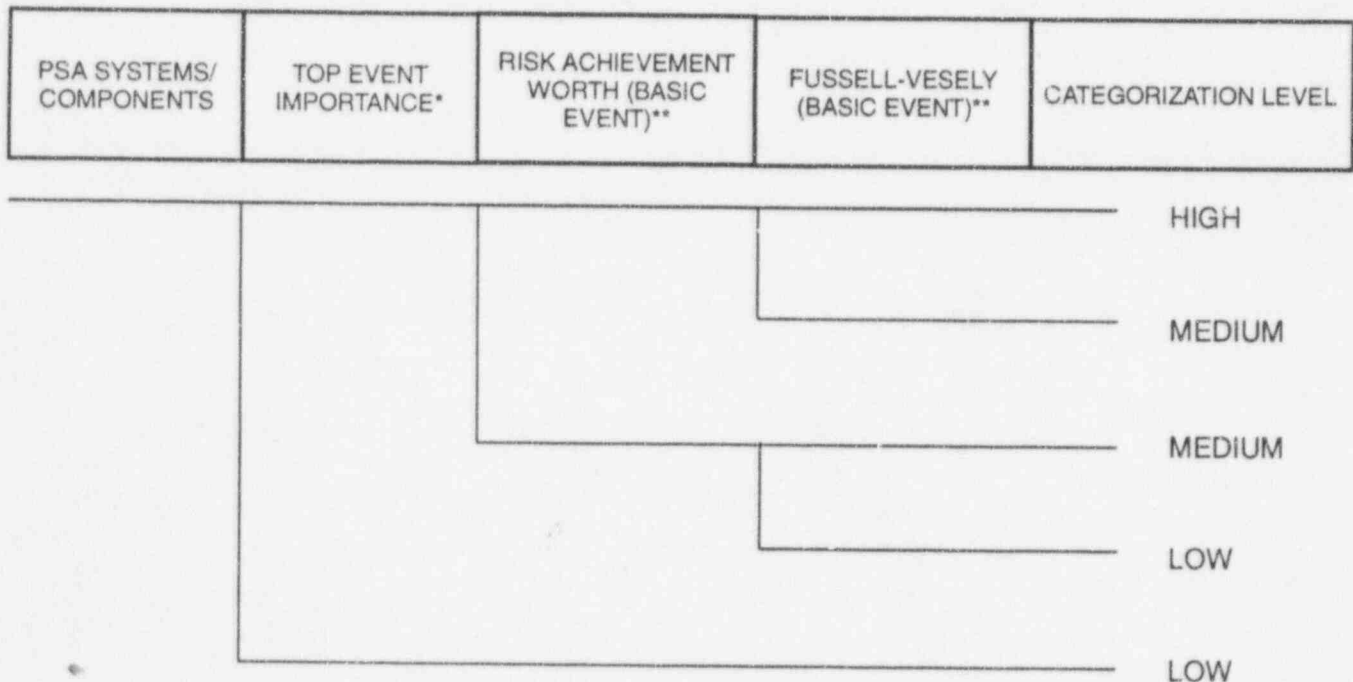 PSA SYSTEMS/
COMPONENTS
TOP EVENT
IMPORTANCE*
RISK ACHIEVEMENT
WORTH (BASIC
EVENT)**
FUSSELL-VESELY
(BASIC EVENT)**
CATEGORIZATION LEVEL
HIGH
MEDIUM
MEDIUM
LOW
LOW